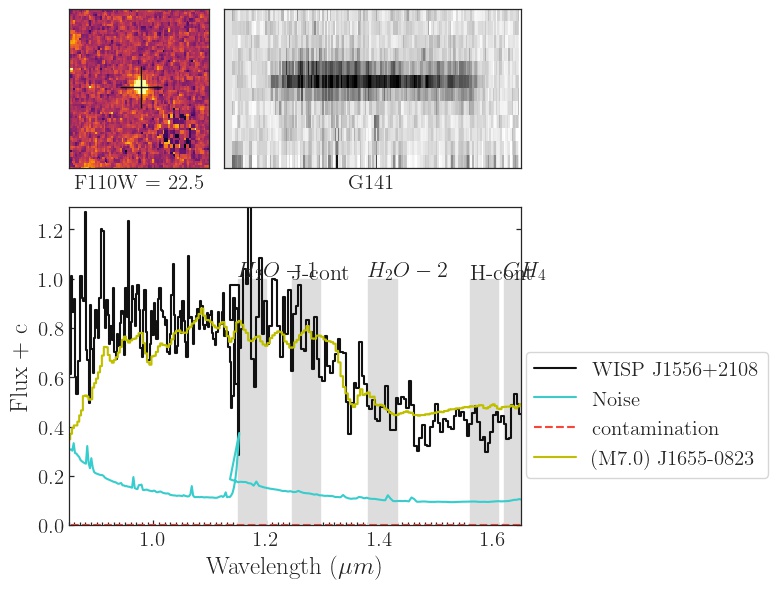 F110W = 22.5
G141
H₂O − 1
J-cont
H₂O − 2
H-cont
CH₄
Flux + c
1.2
1.0
0.8
0.6
0.4
0.2
0.0
1.0
1.2
1.4
1.6
Wavelength (μm)
WISP J1556+2108
Noise
contamination
(M7.0) J1655-0823